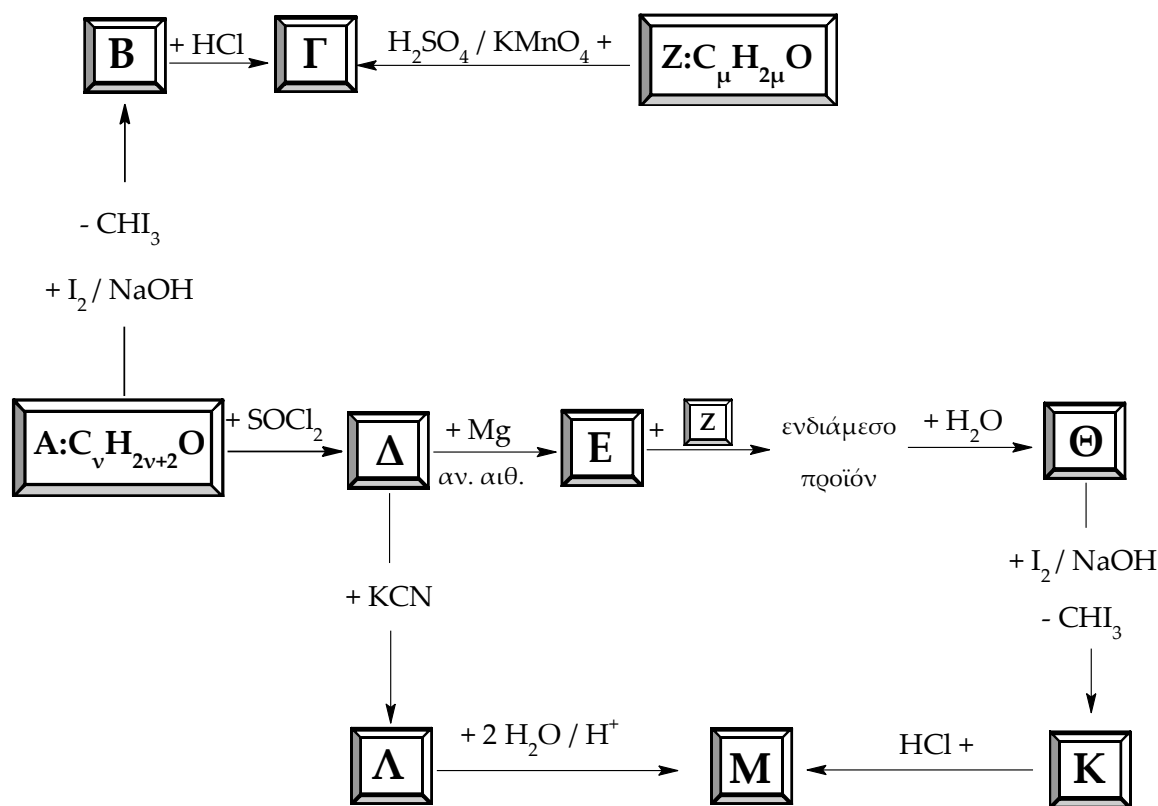 B
+ HCl
Γ
H₂SO₄ / KMnO₄ +
Z:CμH₂μO
- CHI₃
+ I₂ / NaOH
A:CνH₂ν₊₂O
+ SOCl₂
Δ
+ Mg
αν. αιθ.
E
+ Z
ενδιάμεσο
προϊόν
+ H₂O
Θ
+ KCN
+ I₂ / NaOH
- CHI₃
Λ
+ 2 H₂O / H⁺
M
HCl +
K